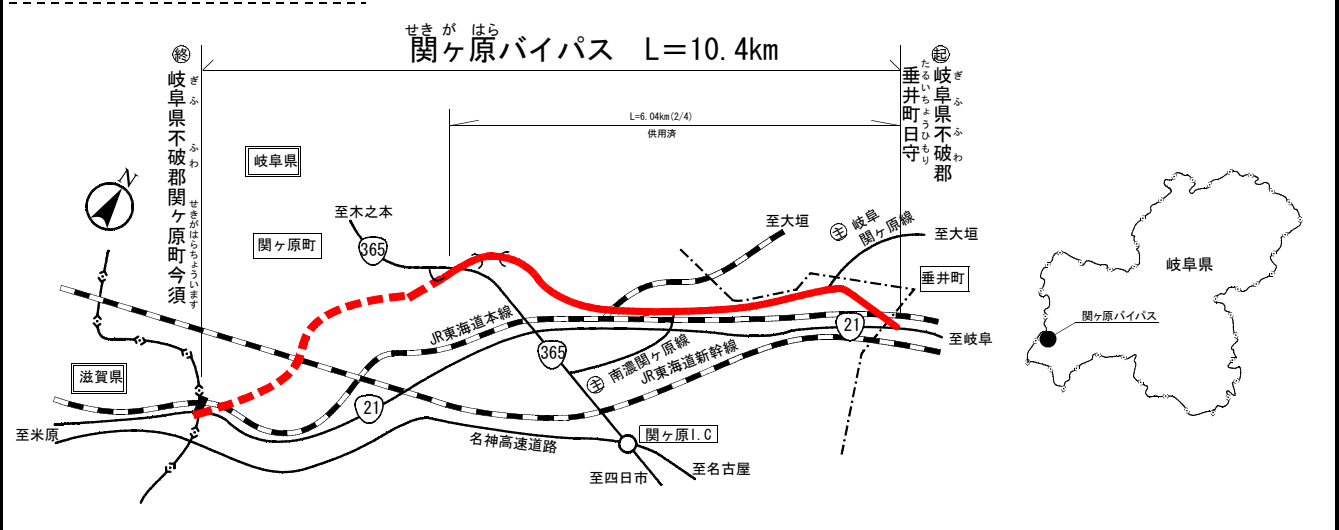 せき が はら
関ヶ原バイパス L＝10.4km
終
岐阜県不破郡関ヶ原町今須
ぎふ ふわ せきがはらちょういます
起
岐阜県不破郡
ぎふ ふわ
垂井町日守
たるいちょうひもり
L=6.04km(2/4)
供用済
岐阜県
N
至木之本
365
関ヶ原町
至大垣
主 岐阜
関ケ原線
至大垣
垂井町
岐阜県
関ヶ原バイパス
JR東海道本線
21
至岐阜
365
南濃関ケ原線
主
JR東海道新幹線
滋賀県
21
至米原
名神高速道路
関ヶ原I.C
至四日市
至名古屋